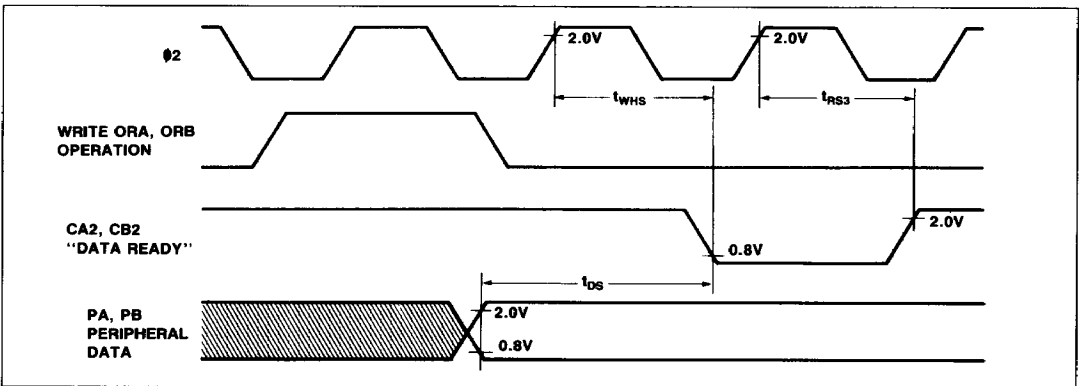 ϕ2
2.0V
2.0V
tWHS
tRS3
WRITE ORA, ORB
OPERATION
CA2, CB2
"DATA READY"
2.0V
0.8V
tDS
PA, PB
PERIPHERAL
DATA
2.0V
0.8V